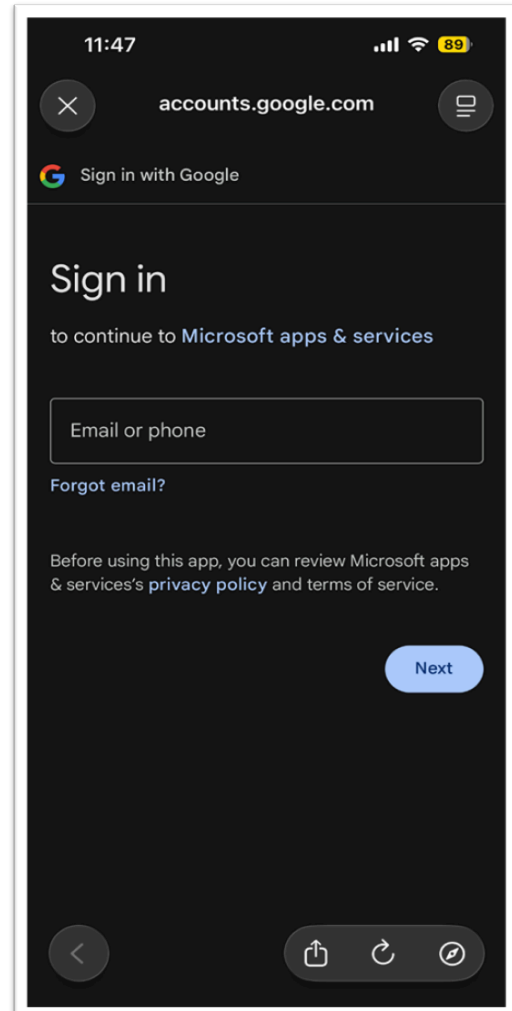 11:47
89
accounts.google.com
Sign in with Google
Sign in
to continue to Microsoft apps & services
Email or phone
Forgot email?
Before using this app, you can review Microsoft apps
& services's privacy policy and terms of service.
Next